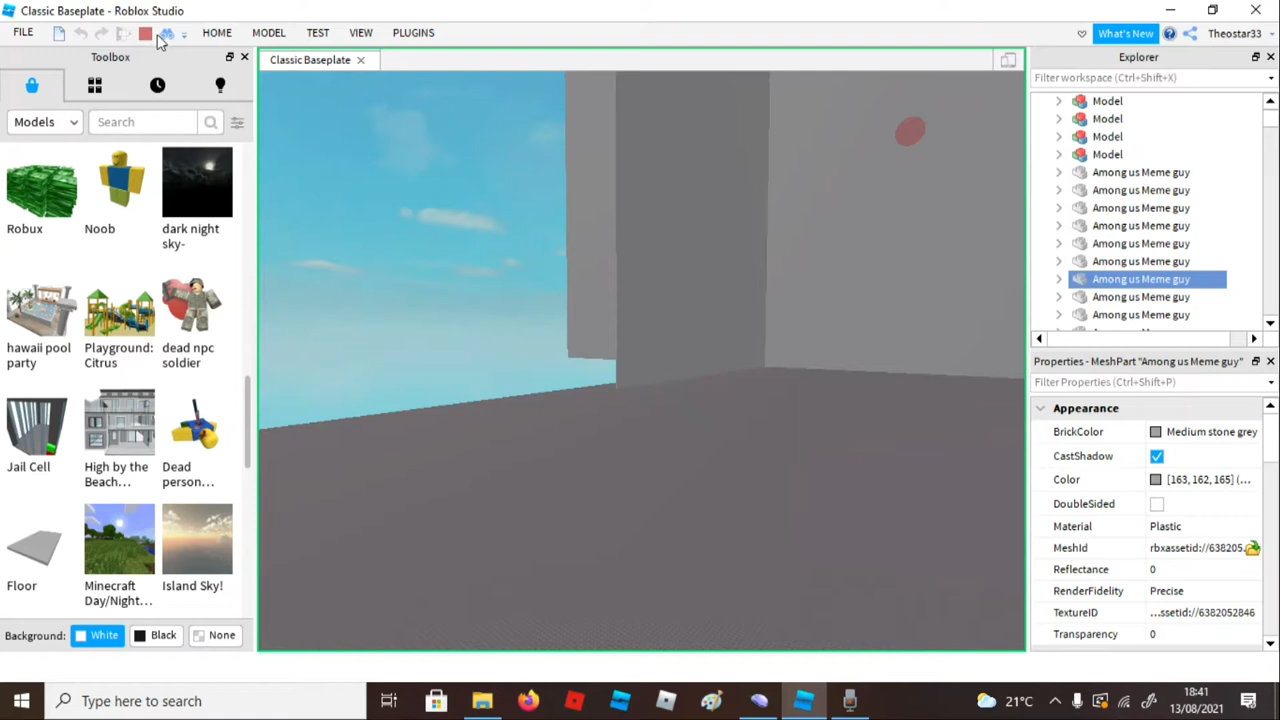 Classic Baseplate - Roblox Studio
FILE HOME MODEL TEST VIEW PLUGINS What's New Theostar33
Toolbox
Classic Baseplate
Explorer
Models Search
Filter workspace (Ctrl+Shift+X)
Robux Noob dark night sky-
hawaii pool party Playground: Citrus dead npc soldier
Jail Cell High by the Beach... Dead person...
Floor Minecraft Day/Night... Island Sky!
Background: White Black None
Model
Model
Model
Model
Among us Meme guy
Among us Meme guy
Among us Meme guy
Among us Meme guy
Among us Meme guy
Among us Meme guy
Among us Meme guy
Among us Meme guy
Among us Meme guy
Properties - MeshPart "Among us Meme guy"
Filter Properties (Ctrl+Shift+P)
Appearance
BrickColor Medium stone grey
CastShadow
Color [163, 162, 165] (...
DoubleSided
Material Plastic
MeshId rbxassetid://638205...
Reflectance 0
RenderFidelity Precise
TextureID ...ssetid://6382052846
Transparency 0
Type here to search
21°C
18:41
13/08/2021